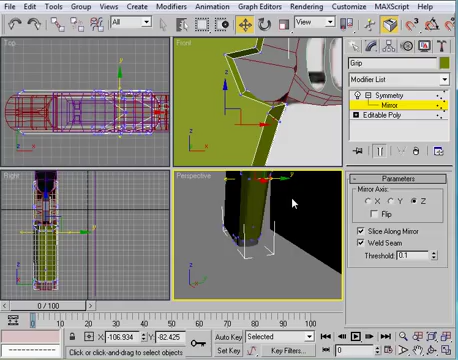 Edit Tools Group Views Create Modifiers Animation Graph Editors Rendering Customize MAXScript Help
All
View
Top
Front
Grip
Modifier List
Symmetry
Mirror
Editable Poly
Right
Perspective
Parameters
Mirror Axis:
X Y Z
Flip
Slice Along Mirror
Weld Seam
Threshold: 0.1
0 / 100
0 10 20 30 40 50 60 70 80 90 100
X: -106.934 Y: -82.425
Auto Key Selected
Click or click-and-drag to select objects
Set Key Key Filters...